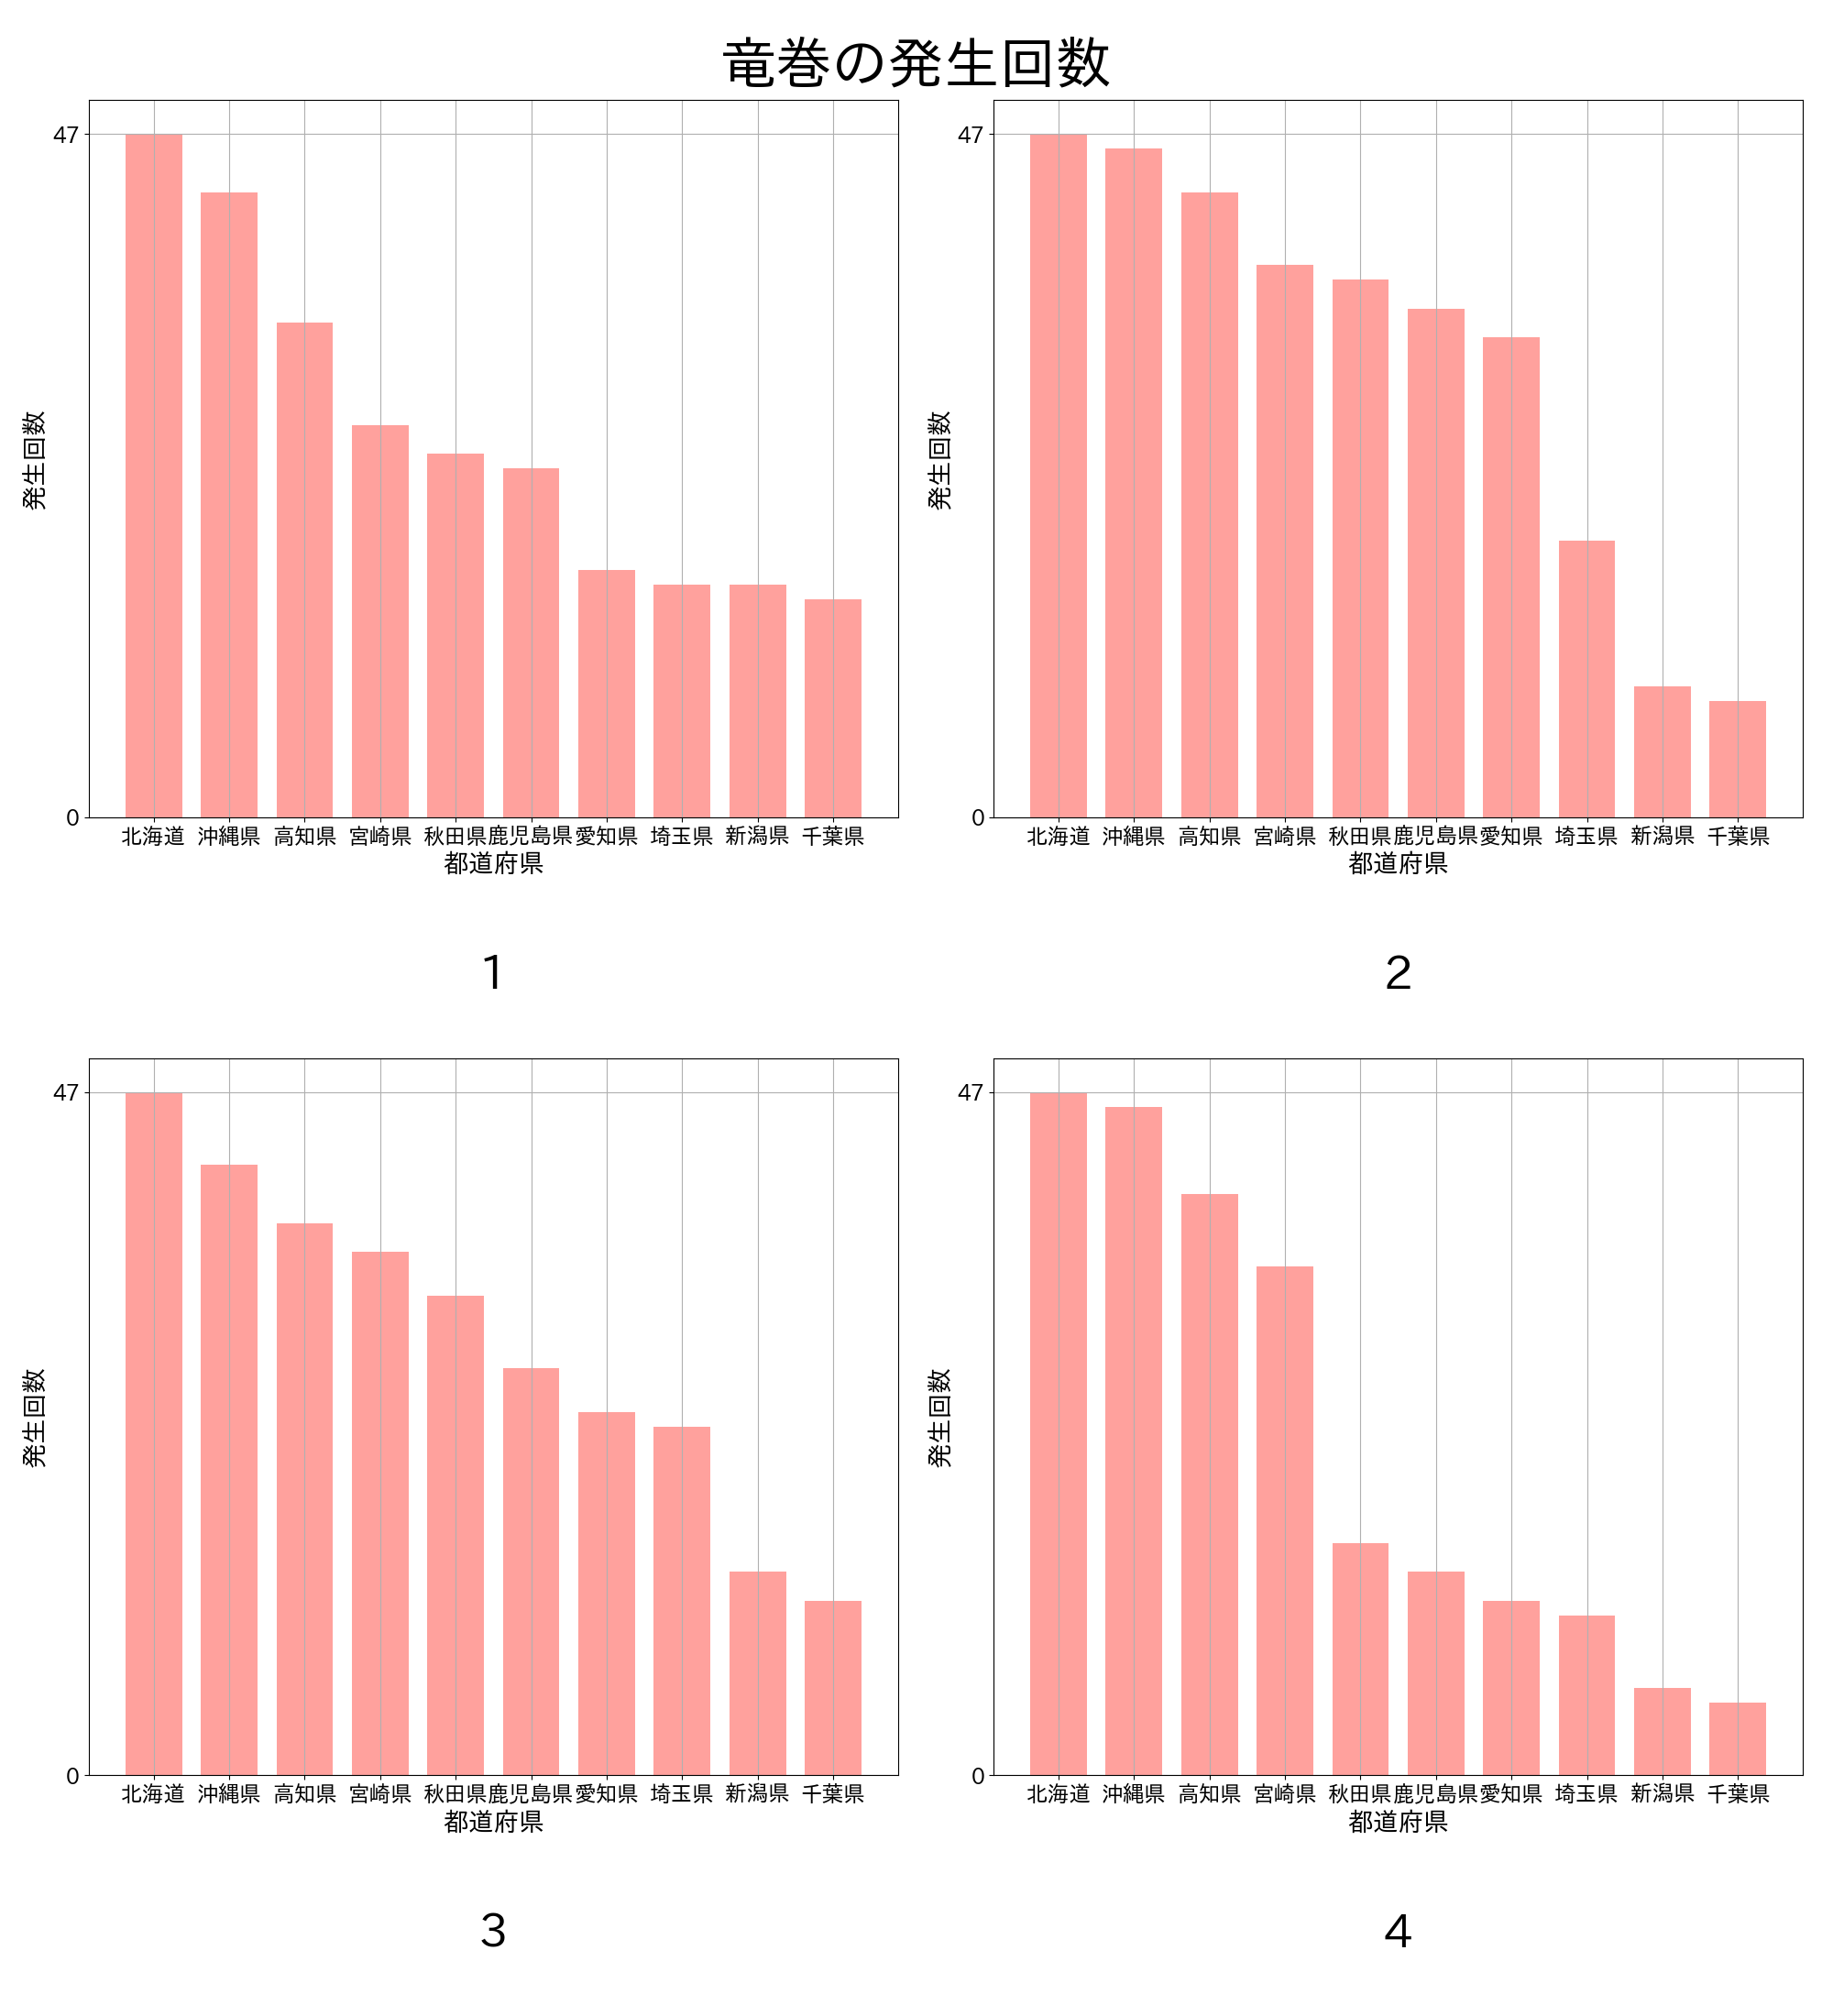 竜巻の発生回数
47
0
発生回数
北海道 沖縄県 高知県 宮崎県 秋田県 鹿児島県 愛知県 埼玉県 新潟県 千葉県
都道府県
1
47
0
発生回数
北海道 沖縄県 高知県 宮崎県 秋田県 鹿児島県 愛知県 埼玉県 新潟県 千葉県
都道府県
2
47
0
発生回数
北海道 沖縄県 高知県 宮崎県 秋田県 鹿児島県 愛知県 埼玉県 新潟県 千葉県
都道府県
3
47
0
発生回数
北海道 沖縄県 高知県 宮崎県 秋田県 鹿児島県 愛知県 埼玉県 新潟県 千葉県
都道府県
4